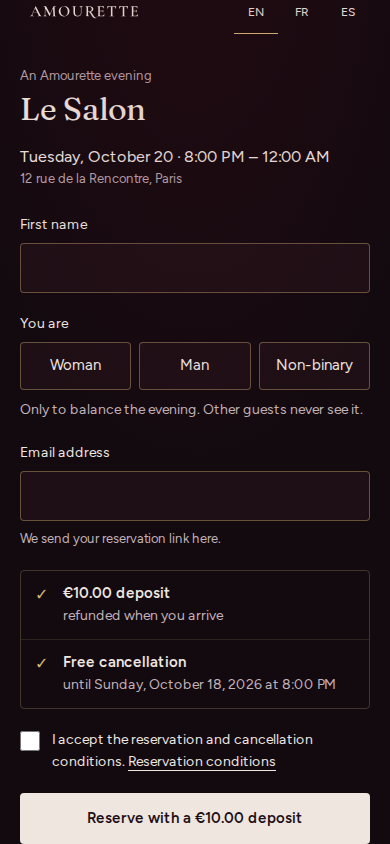 AMOURETTE
EN FR ES
An Amourette evening
Le Salon
Tuesday, October 20 · 8:00 PM – 12:00 AM
12 rue de la Rencontre, Paris
First name
You are
Woman Man Non-binary
Only to balance the evening. Other guests never see it.
Email address
We send your reservation link here.
✓ €10.00 deposit
refunded when you arrive
✓ Free cancellation
until Sunday, October 18, 2026 at 8:00 PM
I accept the reservation and cancellation
conditions. Reservation conditions
Reserve with a €10.00 deposit